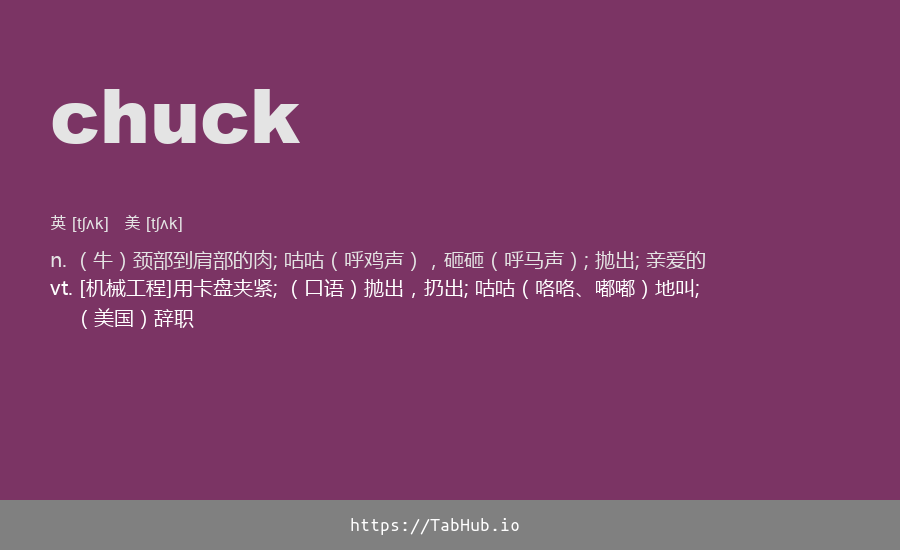 chuck
英 [tʃʌk] 美 [tʃʌk]
n. （牛）颈部到肩部的肉; 咕咕（呼鸡声），砸砸（呼马声）; 抛出; 亲爱的
vt. [机械工程]用卡盘夹紧; （口语）抛出，扔出; 咕咕（咯咯、嘟嘟）地叫;
（美国）辞职
https://TabHub.io